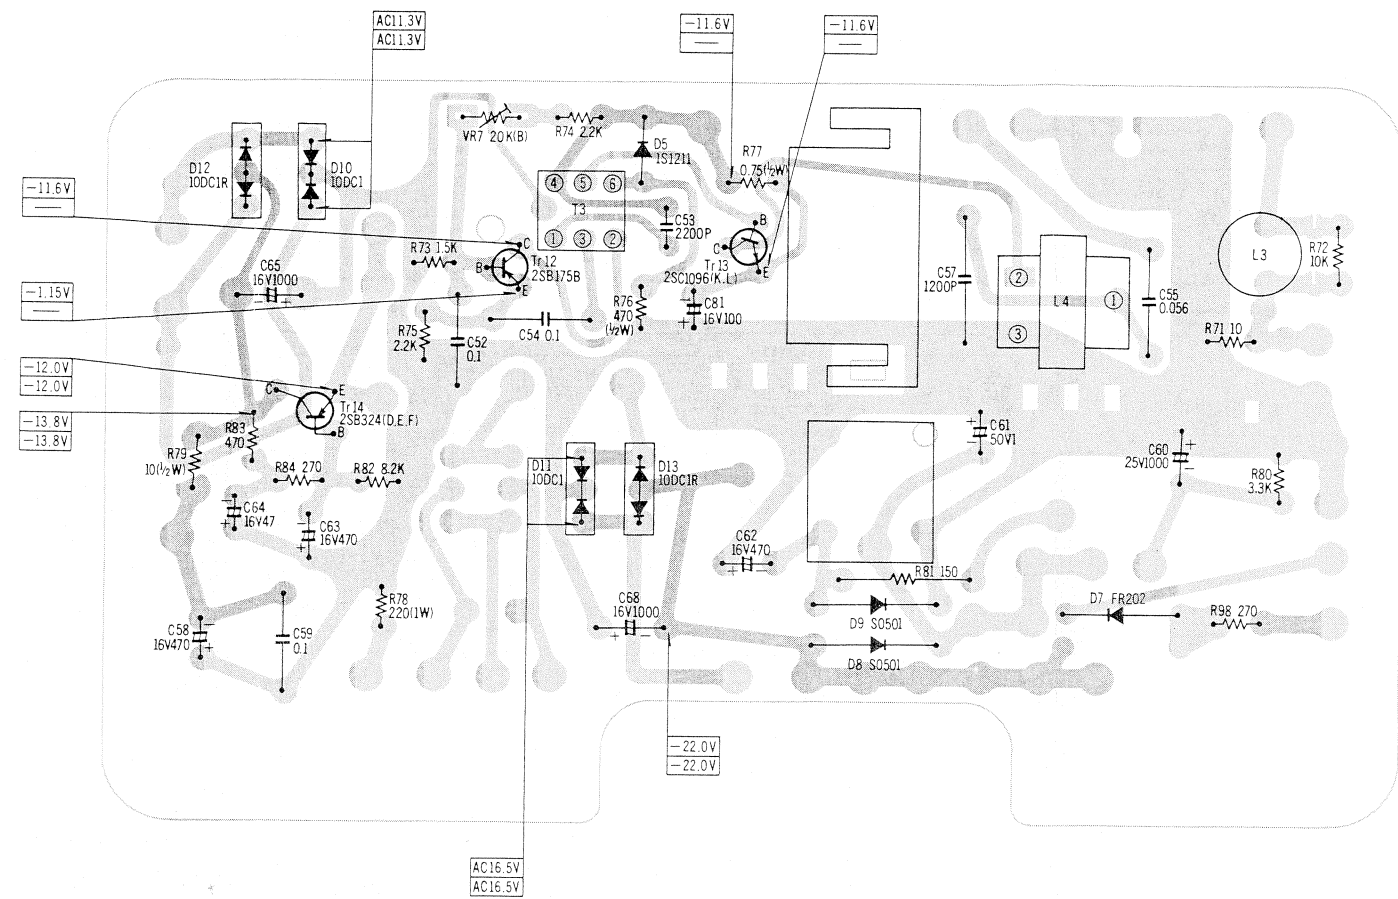 AC11.3V
AC11.3V
−11.6V
—
−11.6V
—
VR7 20K(B)
R74 2.2K
D5
1S1211
R77
0.75(½W)
D12
10DC1R
D10
10DC1
−11.6V
—
4 5 6
T3
1 3 2
C53
2200P
B
C
E
Tr13
2SC1096(K.L)
R73 1.5K
C
B
E
Tr12
2SB175B
C65
16V1000
− +
−1.15V
—
R76
470
(½W)
−
C81
+
16V100
C57
1200P
2
L4
1
3
C55
0.056
L3
R72
10K
R71 10
R75
2.2K
C52
0.1
C54 0.1
−12.0V
−12.0V
−13.8V
−13.8V
C
E
B
Tr14
2SB324(D,E,F)
R83
470
R79
10(½W)
R84 270
R82 8.2K
−
C64
+
16V47
−
C63
+
16V470
D11
10DC1
D13
10DC1R
+
C61
−
50V1
+
C60
−
25V1000
R80
3.3K
C62
16V470
+ −
R81 150
D9 S0501
D8 S0501
D7 FR202
R98 270
R78
220(1W)
C68
16V1000
+ −
−
C58
16V470
+
C59
0.1
−22.0V
−22.0V
AC16.5V
AC16.5V